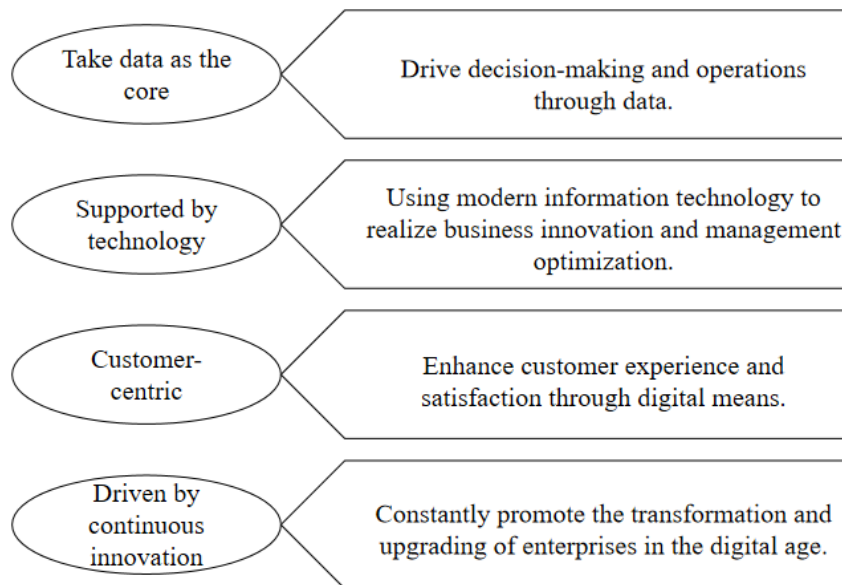 Take data as the
core
Drive decision-making and operations
through data.
Supported by
technology
Using modern information technology to
realize business innovation and management
optimization.
Customer-
centric
Enhance customer experience and
satisfaction through digital means.
Driven by
continuous
innovation
Constantly promote the transformation and
upgrading of enterprises in the digital age.